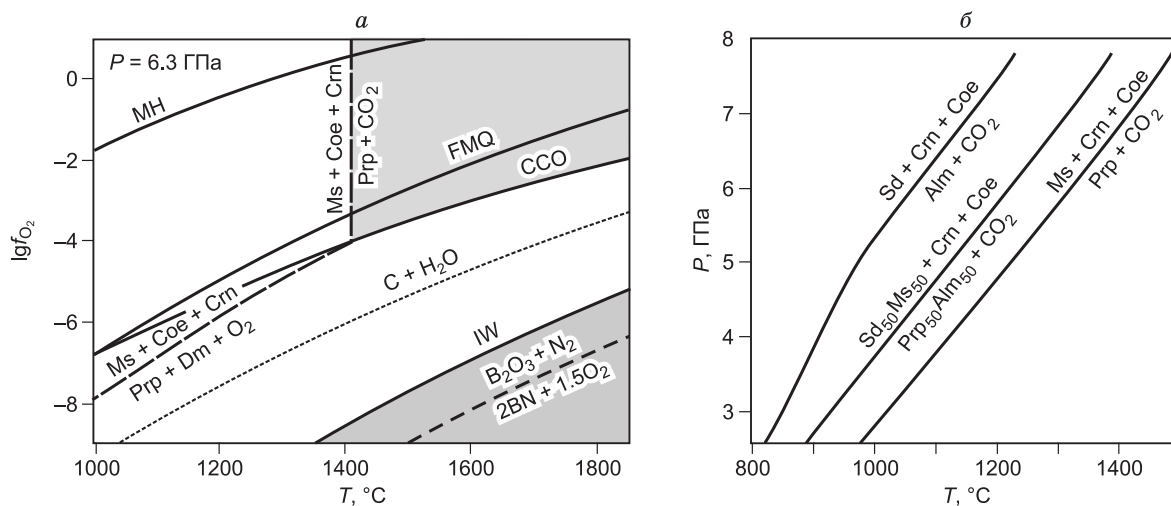 а
P = 6.3 ГПа
MH
Ms + Coe + Crn
Prp + CO2
FMQ
CCO
C + H2O
Ms + Coe + Crn
Prp + Dm + O2
IW
B2O3 + N2
2BN + 1.5O2
0
–2
–4
–6
–8
lgfO2
1000
1200
1400
1600
1800
T, °C
б
8
7
6
5
4
3
P, ГПа
Sd + Crn + Coe
Alm + CO2
Sd50Ms50 + Crn + Coe
Prp50Alm50 + CO2
Ms + Crn + Coe
Prp + CO2
800
1000
1200
1400
T, °C